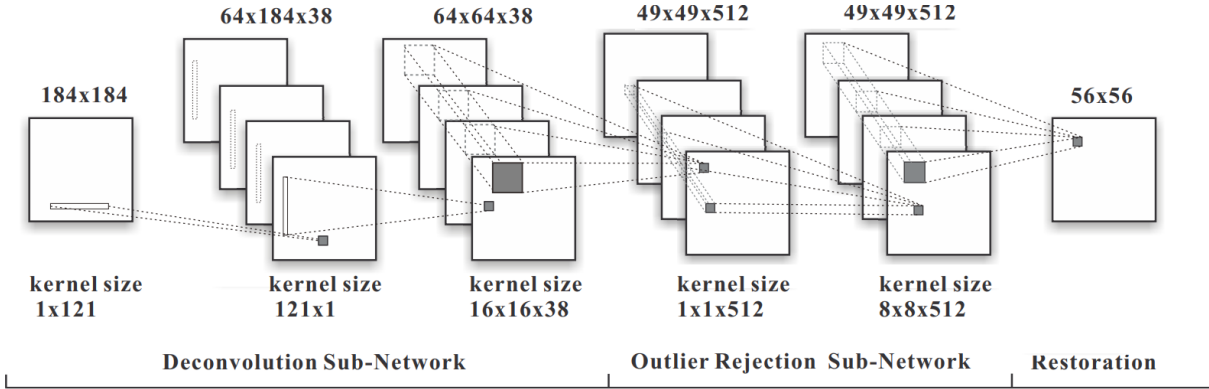 64x184x38
64x64x38
49x49x512
49x49x512
184x184
56x56
kernel size
1x121
kernel size
121x1
kernel size
16x16x38
kernel size
1x1x512
kernel size
8x8x512
Deconvolution Sub-Network
Outlier Rejection Sub-Network
Restoration